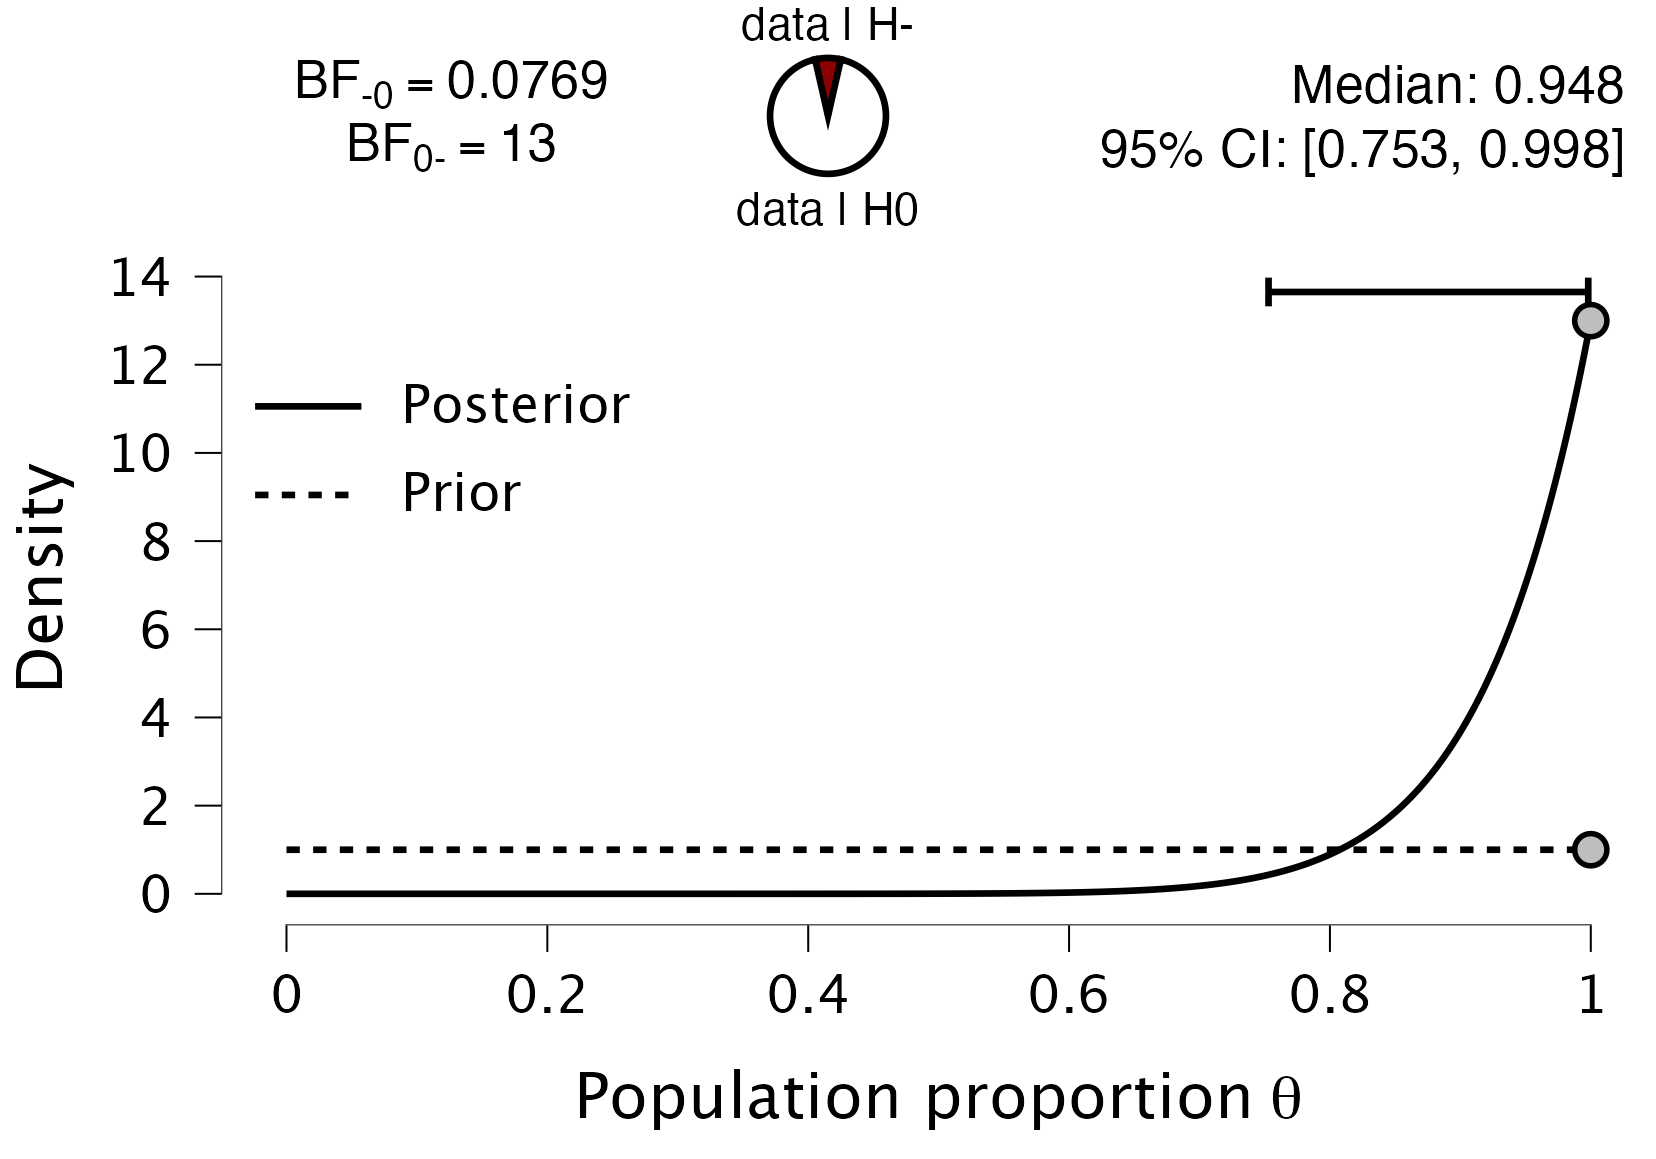 data | H-
BF-0 = 0.0769
BF0- = 13
Median: 0.948
95% CI: [0.753, 0.998]
data | H0
14
12
10
8
6
4
2
0
Density
Posterior
Prior
0 0.2 0.4 0.6 0.8 1
Population proportion θ